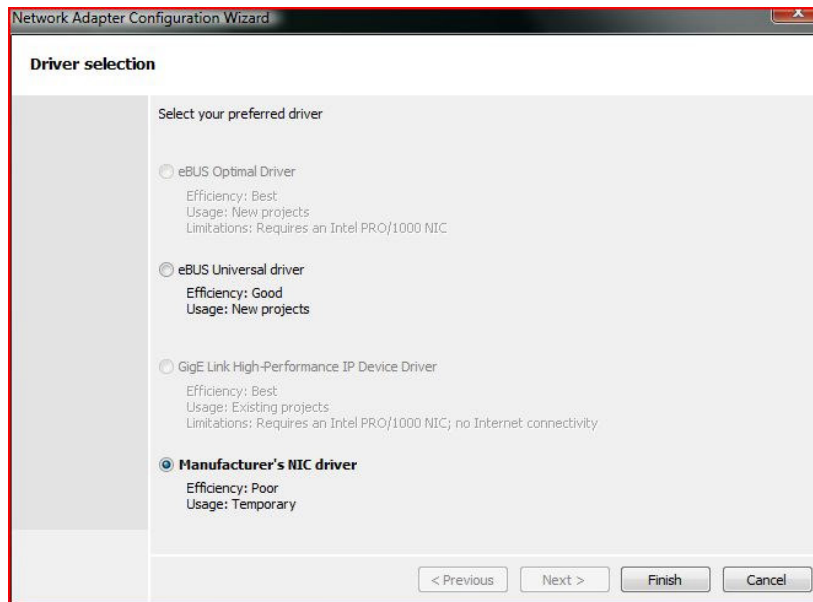 Network Adapter Configuration Wizard
Driver selection
Select your preferred driver
eBUS Optimal Driver
Efficiency: Best
Usage: New projects
Limitations: Requires an Intel PRO/1000 NIC
eBUS Universal driver
Efficiency: Good
Usage: New projects
GigE Link High-Performance IP Device Driver
Efficiency: Best
Usage: Existing projects
Limitations: Requires an Intel PRO/1000 NIC; no Internet connectivity
Manufacturer's NIC driver
Efficiency: Poor
Usage: Temporary
< Previous Next > Finish Cancel